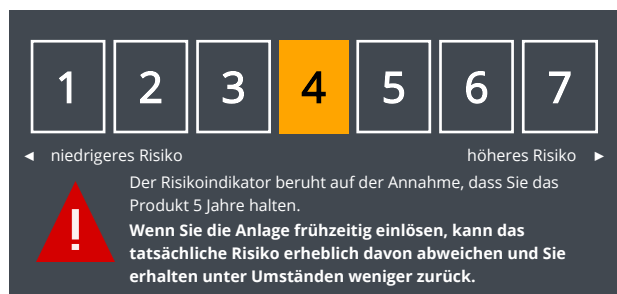 1 2 3 4 5 6 7
◄ niedrigeres Risiko höheres Risiko ►
Der Risikoindikator beruht auf der Annahme, dass Sie das
Produkt 5 Jahre halten.
Wenn Sie die Anlage frühzeitig einlösen, kann das
tatsächliche Risiko erheblich davon abweichen und Sie
erhalten unter Umständen weniger zurück.
!